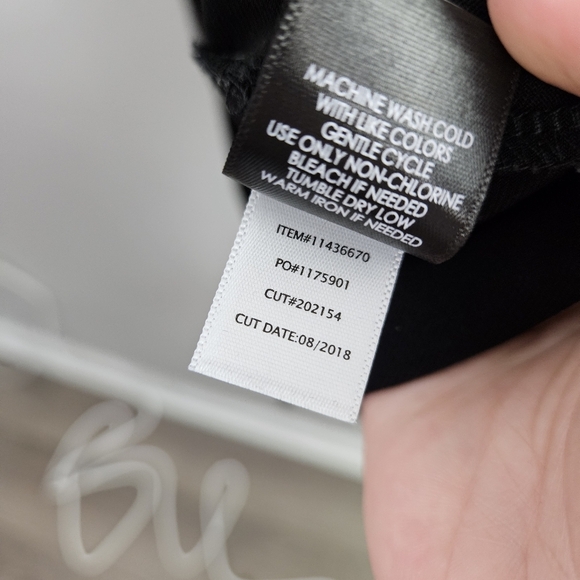 MACHINE WASH COLD
WITH LIKE COLORS
GENTLE CYCLE
USE ONLY NON-CHLORINE
BLEACH IF NEEDED
TUMBLE DRY LOW
WARM IRON IF NEEDED
ITEM#11436670
PO#1175901
CUT#202154
CUT DATE:08/2018